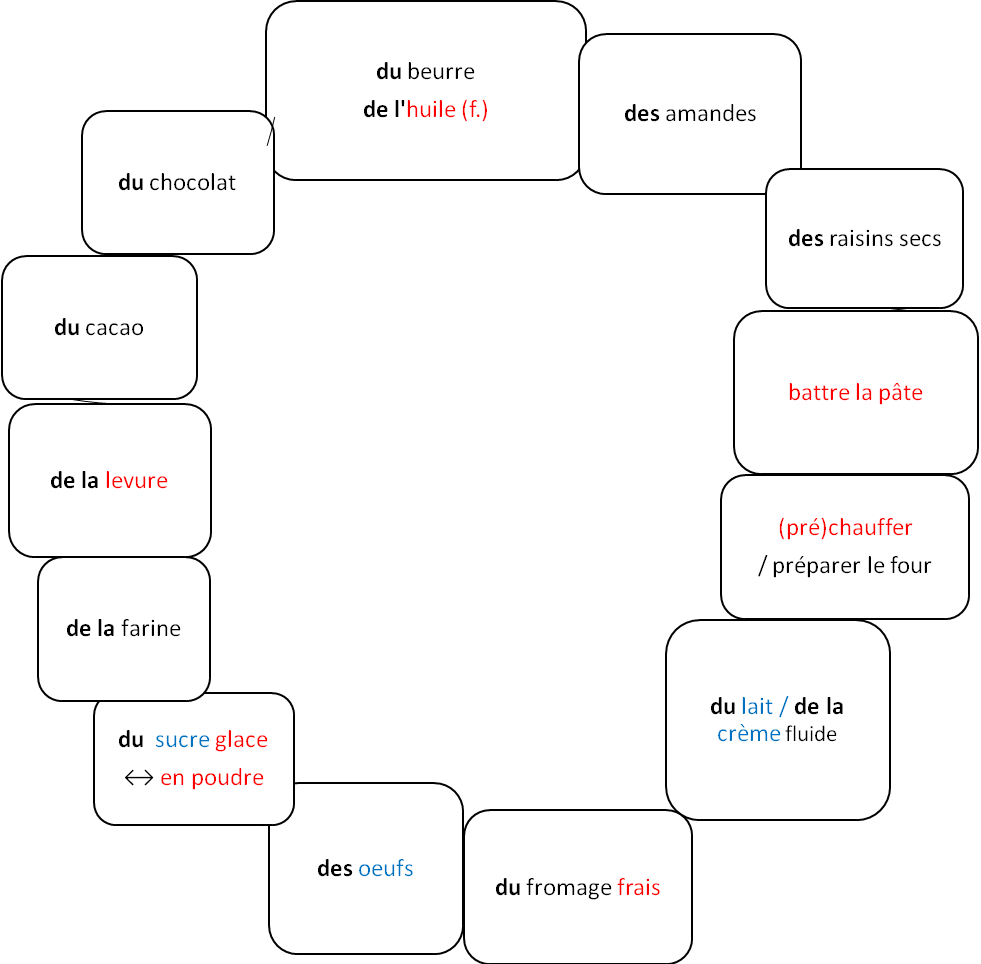 du beurre
de l'huile (f.)
des amandes
du chocolat
des raisins secs
du cacao
battre la pâte
de la levure
(pré)chauffer
/ préparer le four
de la farine
du lait / de la
crème fluide
du sucre glace
↔ en poudre
des oeufs
du fromage frais